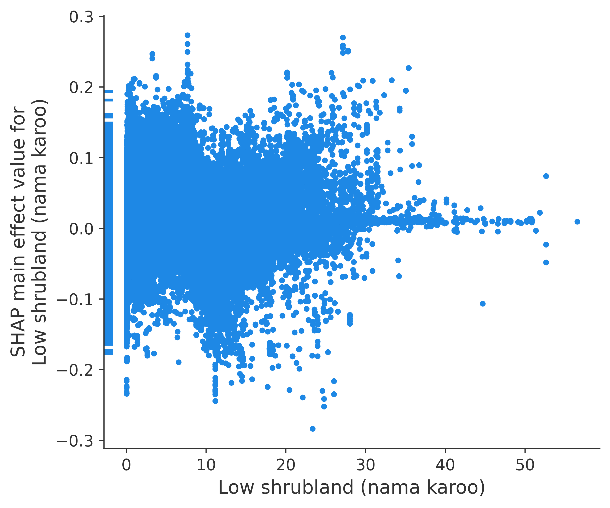 0.3
0.2
0.1
0.0
−0.1
−0.2
−0.3
SHAP main effect value for
Low shrubland (nama karoo)
0 10 20 30 40 50
Low shrubland (nama karoo)